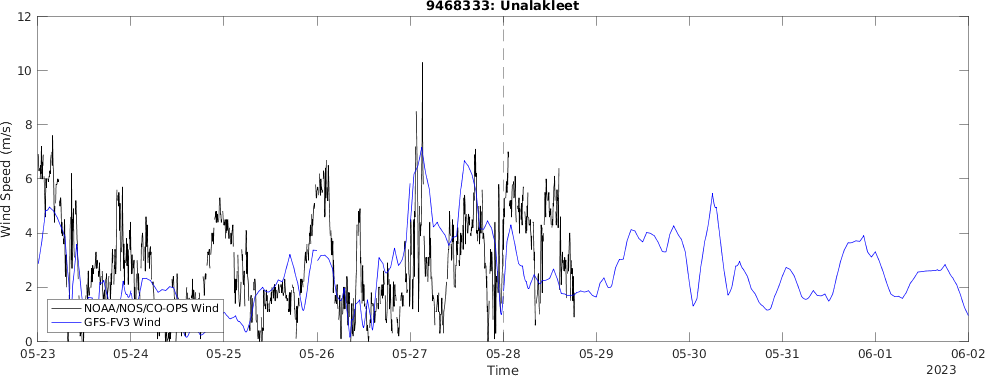 9468333: Unalakleet
Wind Speed (m/s)
12
10
8
6
4
2
0
NOAA/NOS/CO-OPS Wind
GFS-FV3 Wind
05-23 05-24 05-25 05-26 05-27 05-28 05-29 05-30 05-31 06-01 06-02
Time
2023